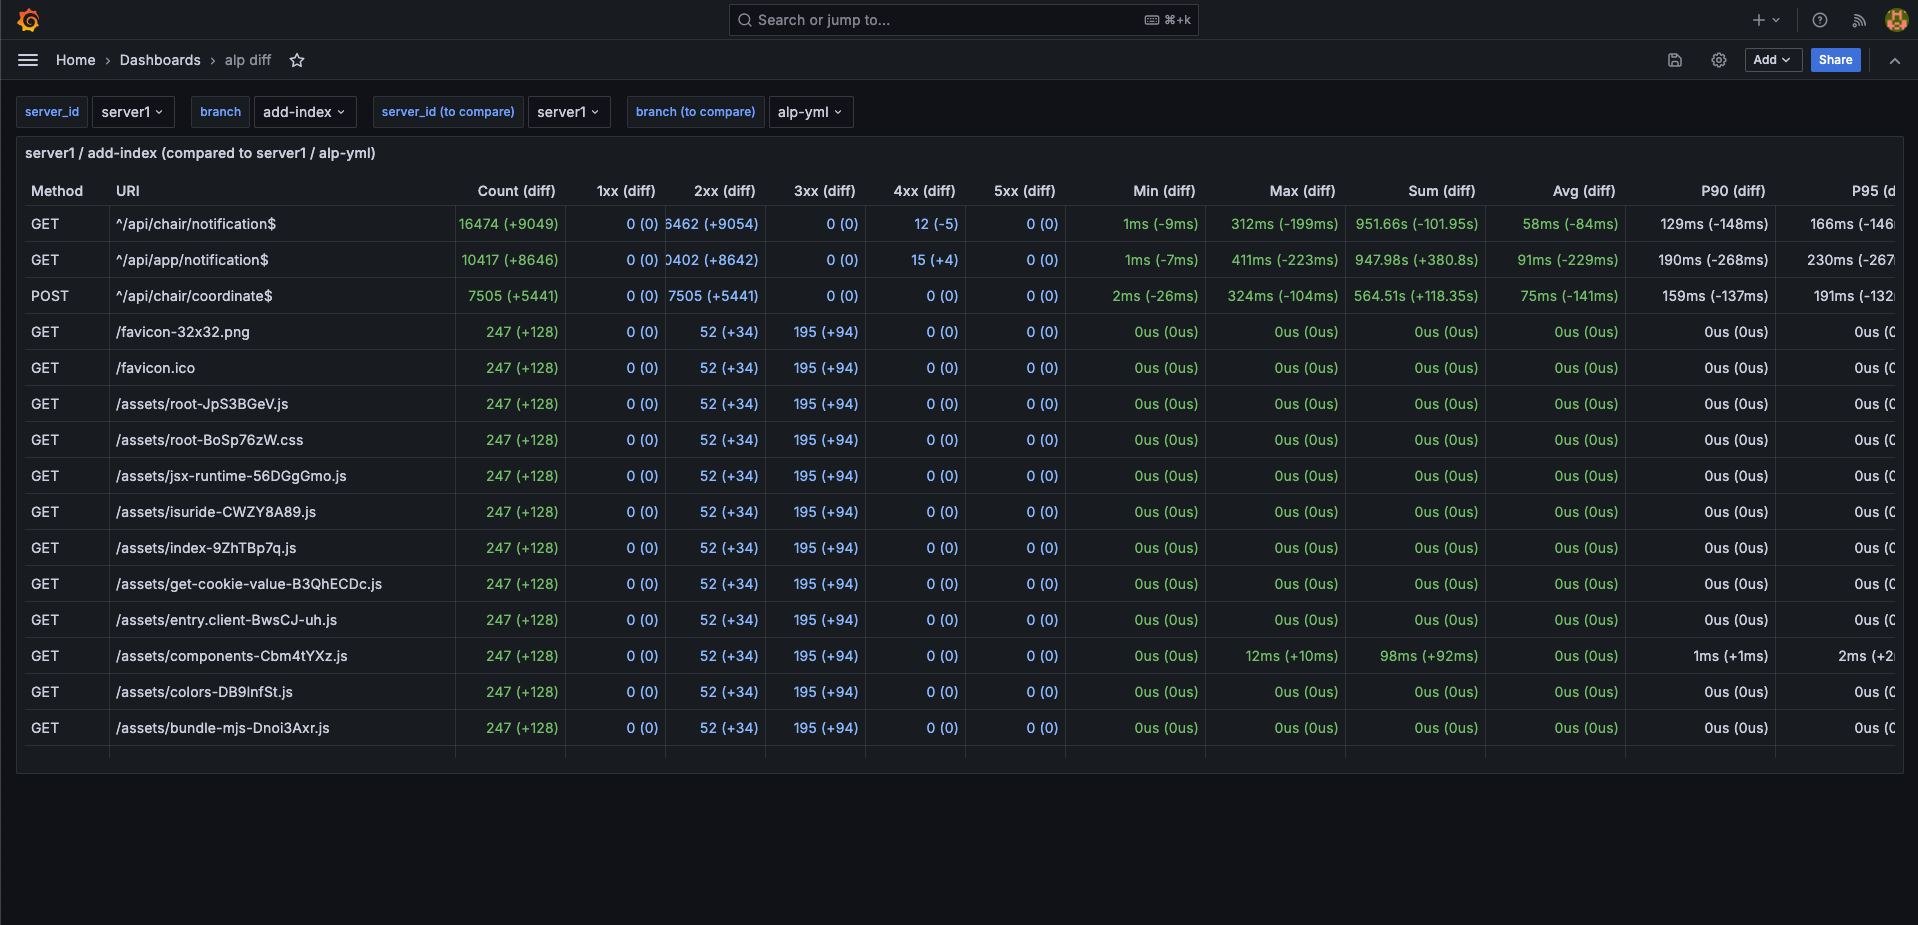 Search or jump to... ⌘+k
Home › Dashboards › alp diff
Add Share
server_id server1 branch add-index server_id (to compare) server1 branch (to compare) alp-yml
server1 / add-index (compared to server1 / alp-yml)
Method URI Count (diff) 1xx (diff) 2xx (diff) 3xx (diff) 4xx (diff) 5xx (diff) Min (diff) Max (diff) Sum (diff) Avg (diff) P90 (diff) P95 (d
GET ^/api/chair/notification$ 16474 (+9049) 0 (0) 6462 (+9054) 0 (0) 12 (-5) 0 (0) 1ms (-9ms) 312ms (-199ms) 951.66s (-101.95s) 58ms (-84ms) 129ms (-148ms) 166ms (-146
GET ^/api/app/notification$ 10417 (+8646) 0 (0) 0402 (+8642) 0 (0) 15 (+4) 0 (0) 1ms (-7ms) 411ms (-223ms) 947.98s (+380.8s) 91ms (-229ms) 190ms (-268ms) 230ms (-267
POST ^/api/chair/coordinate$ 7505 (+5441) 0 (0) 7505 (+5441) 0 (0) 0 (0) 0 (0) 2ms (-26ms) 324ms (-104ms) 564.51s (+118.35s) 75ms (-141ms) 159ms (-137ms) 191ms (-132
GET /favicon-32x32.png 247 (+128) 0 (0) 52 (+34) 195 (+94) 0 (0) 0 (0) 0us (0us) 0us (0us) 0us (0us) 0us (0us) 0us (0us) 0us (0
GET /favicon.ico 247 (+128) 0 (0) 52 (+34) 195 (+94) 0 (0) 0 (0) 0us (0us) 0us (0us) 0us (0us) 0us (0us) 0us (0us) 0us (0
GET /assets/root-JpS3BGeV.js 247 (+128) 0 (0) 52 (+34) 195 (+94) 0 (0) 0 (0) 0us (0us) 0us (0us) 0us (0us) 0us (0us) 0us (0us) 0us (0
GET /assets/root-BoSp76zW.css 247 (+128) 0 (0) 52 (+34) 195 (+94) 0 (0) 0 (0) 0us (0us) 0us (0us) 0us (0us) 0us (0us) 0us (0us) 0us (0
GET /assets/jsx-runtime-56DGgGmo.js 247 (+128) 0 (0) 52 (+34) 195 (+94) 0 (0) 0 (0) 0us (0us) 0us (0us) 0us (0us) 0us (0us) 0us (0us) 0us (0
GET /assets/isuride-CWZY8A89.js 247 (+128) 0 (0) 52 (+34) 195 (+94) 0 (0) 0 (0) 0us (0us) 0us (0us) 0us (0us) 0us (0us) 0us (0us) 0us (0
GET /assets/index-9ZhTBp7q.js 247 (+128) 0 (0) 52 (+34) 195 (+94) 0 (0) 0 (0) 0us (0us) 0us (0us) 0us (0us) 0us (0us) 0us (0us) 0us (0
GET /assets/get-cookie-value-B3QhECDc.js 247 (+128) 0 (0) 52 (+34) 195 (+94) 0 (0) 0 (0) 0us (0us) 0us (0us) 0us (0us) 0us (0us) 0us (0us) 0us (0
GET /assets/entry.client-BwsCJ-uh.js 247 (+128) 0 (0) 52 (+34) 195 (+94) 0 (0) 0 (0) 0us (0us) 0us (0us) 0us (0us) 0us (0us) 0us (0us) 0us (0
GET /assets/components-Cbm4tYXz.js 247 (+128) 0 (0) 52 (+34) 195 (+94) 0 (0) 0 (0) 0us (0us) 12ms (+10ms) 98ms (+92ms) 0us (0us) 1ms (+1ms) 2ms (+2
GET /assets/colors-DB9lnfSt.js 247 (+128) 0 (0) 52 (+34) 195 (+94) 0 (0) 0 (0) 0us (0us) 0us (0us) 0us (0us) 0us (0us) 0us (0us) 0us (0
GET /assets/bundle-mjs-Dnoi3Axr.js 247 (+128) 0 (0) 52 (+34) 195 (+94) 0 (0) 0 (0) 0us (0us) 0us (0us) 0us (0us) 0us (0us) 0us (0us) 0us (0